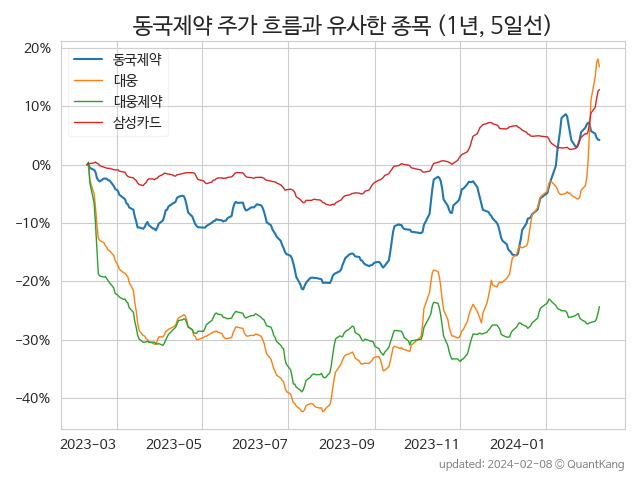 동국제약 주가 흐름과 유사한 종목 (1년, 5일선)
동국제약
대웅
대웅제약
삼성카드
20%
10%
0%
−10%
−20%
−30%
−40%
2023-03 2023-05 2023-07 2023-09 2023-11 2024-01
updated: 2024-02-08 © QuantKang